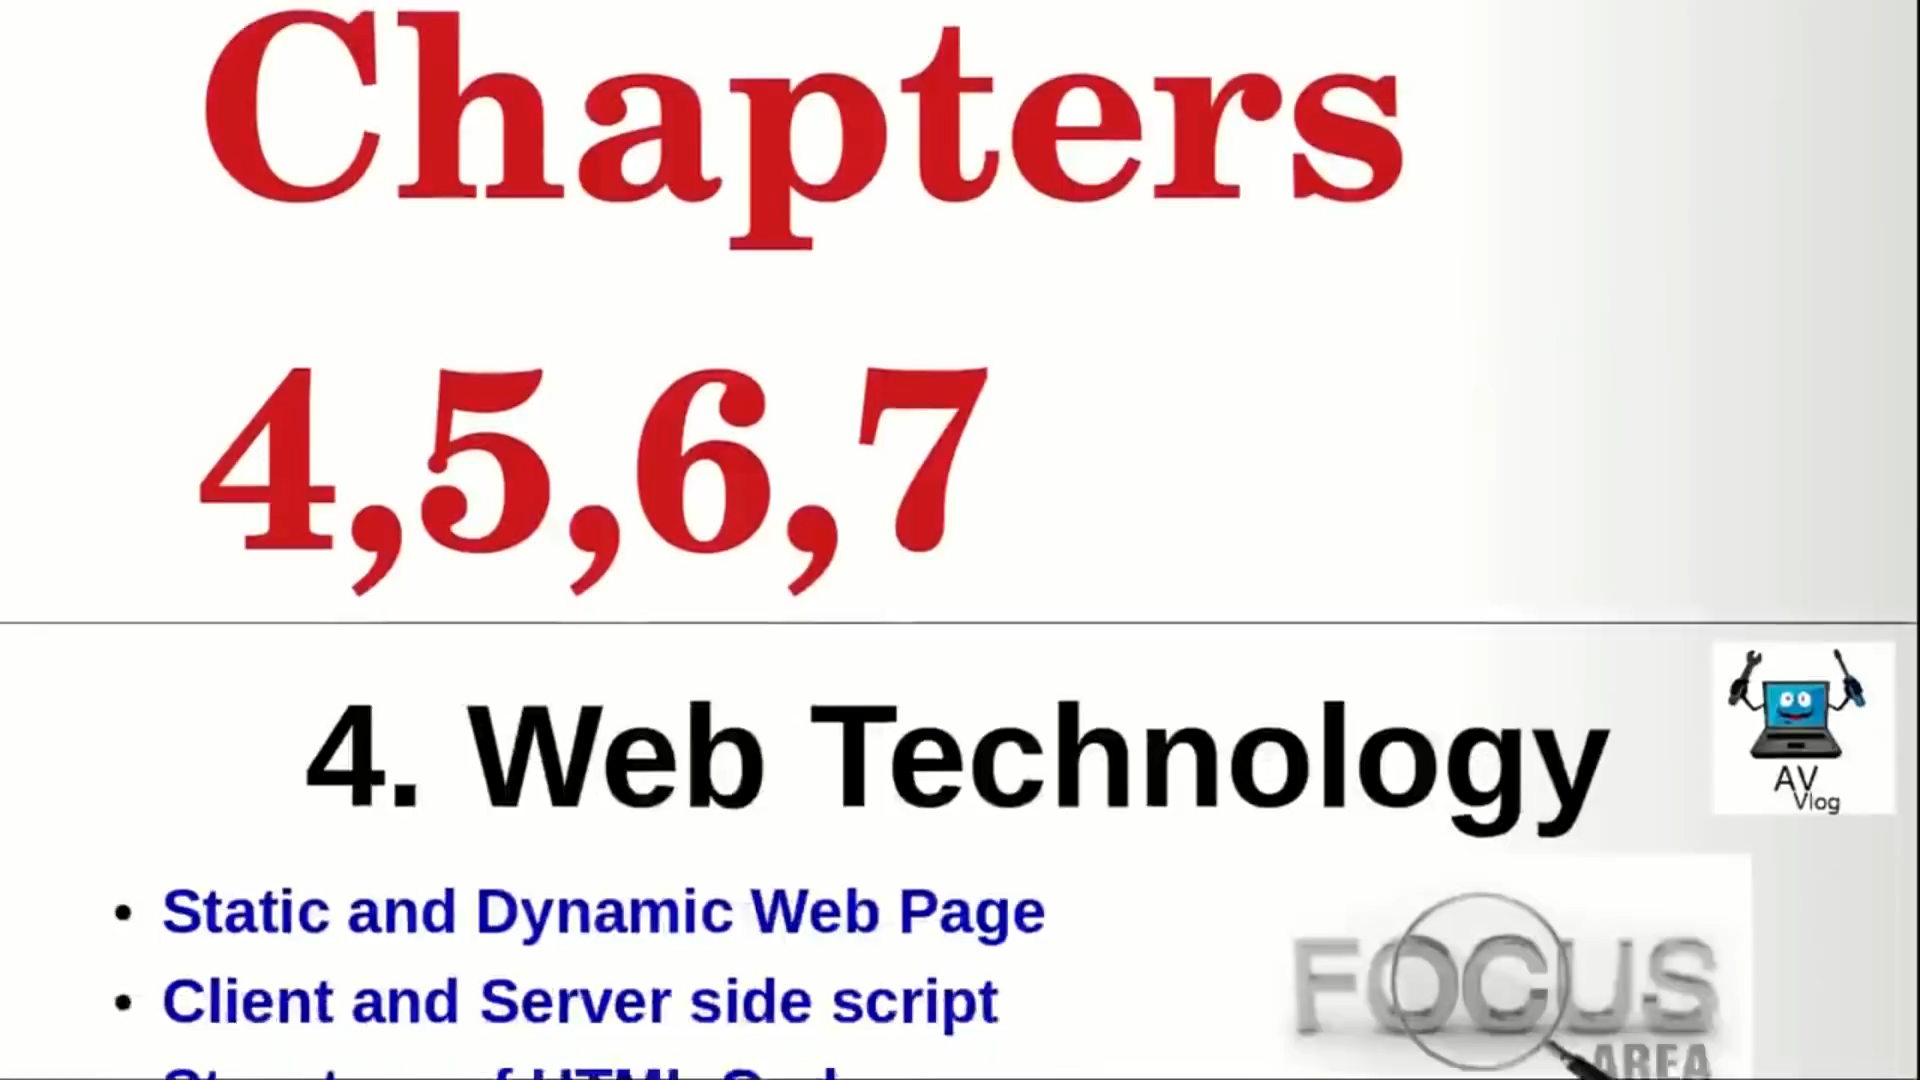 Chapters
4,5,6,7
4. Web Technology
AV
Vlog
• Static and Dynamic Web Page
• Client and Server side script
FOCUS
AREA